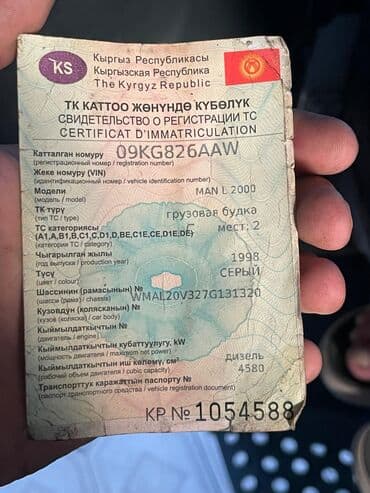 KS
Кыргыз Республикасы
Кыргызская Республика
The Kyrgyz Republic
ТК КАТТОО ЖӨНҮНДӨ КҮБӨЛҮК
СВИДЕТЕЛЬСТВО О РЕГИСТРАЦИИ ТС
CERTIFICAT D'IMMATRICULATION
Катталган номуру 09KG826AAW
(регистрационный номер / registration number)
Жеке номуру (VIN)
(идентификационный номер / vehicle identification number)
Модели MAN L 2000
(модель / model)
ТК түрү грузовая будка
(тип ТС / type)
ТС категориясы мест: 2
(A1,A,B1,B,C1,C,D1,D,BE,C1E,CE,D1E,DE)
(категория ТС / category)
Чыгарылган жылы 1998
(год выпуска / production year)
Түсү СЕРЫЙ
(цвет / colour)
Шассинин (рамасынын) № WMAL20V327G131320
(шасси (рама) / chassis)
Кузовдун (колясканын) №
(кузов (коляска) / car body)
Кыймылдаткычтын №
(двигатель / engine)
Кыймылдаткычтын кубаттуулугу, kW
(мощность двигателя / maximum net power) дизель
Кыймылдаткычтын иш көлөмү, см³ 4580
(рабочий объем двигателя / cubic capacity)
Транспорттук каражаттын паспорту №
(паспорт транспортного средства / vehicle registration document)
KP № 1054588